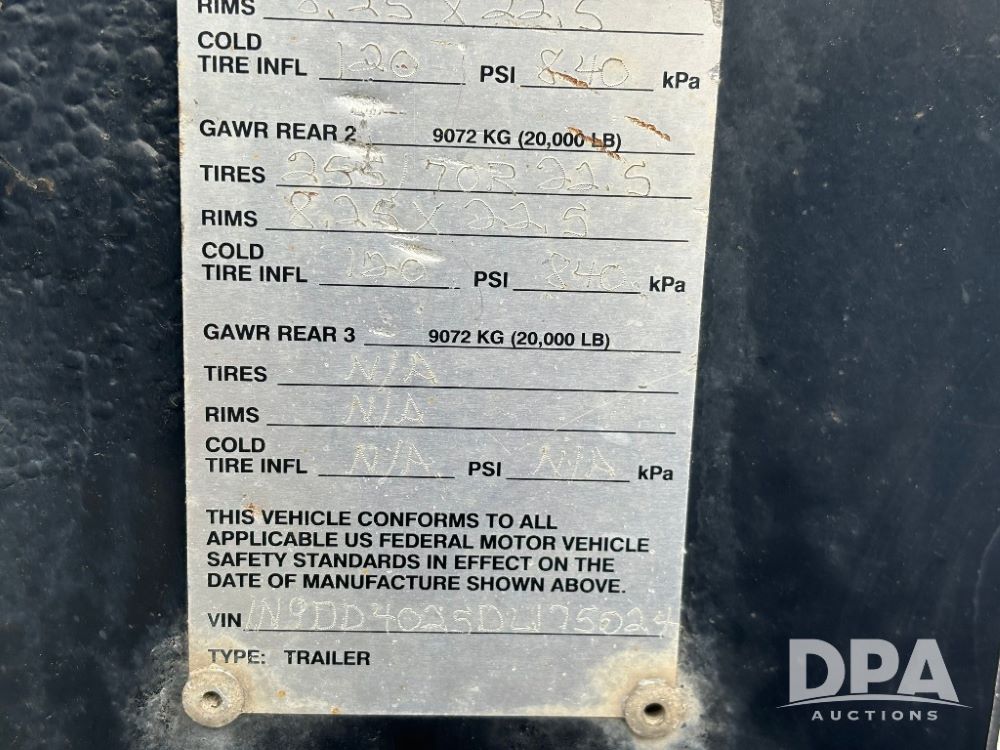 RIMS 8.25 X 22.5
COLD
TIRE INFL 120 PSI 840 kPa
GAWR REAR 2 9072 KG (20,000 LB)
TIRES 255/70R 22.5
RIMS 8.25 X 22.5
COLD
TIRE INFL 120 PSI 840 kPa
GAWR REAR 3 9072 KG (20,000 LB)
TIRES N/A
RIMS N/A
COLD
TIRE INFL N/A PSI N/A kPa
THIS VEHICLE CONFORMS TO ALL
APPLICABLE US FEDERAL MOTOR VEHICLE
SAFETY STANDARDS IN EFFECT ON THE
DATE OF MANUFACTURE SHOWN ABOVE.
VIN 1N9DD4025DW175024
TYPE: TRAILER
DPA
AUCTIONS